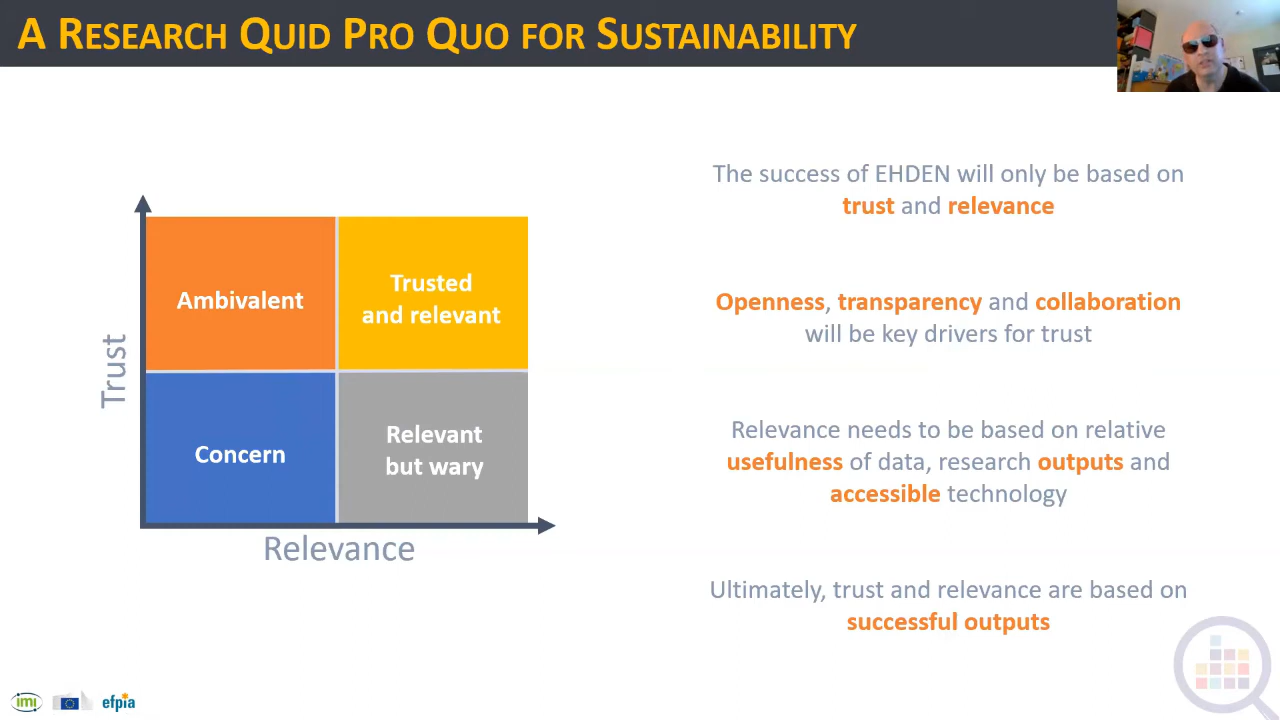 A RESEARCH QUID PRO QUO FOR SUSTAINABILITY
The success of EHDEN will only be based on
trust and relevance
Openness, transparency and collaboration
will be key drivers for trust
Relevance needs to be based on relative
usefulness of data, research outputs and
accessible technology
Ultimately, trust and relevance are based on
successful outputs
Trust
Ambivalent
Trusted
and relevant
Concern
Relevant
but wary
Relevance
imi
efpia